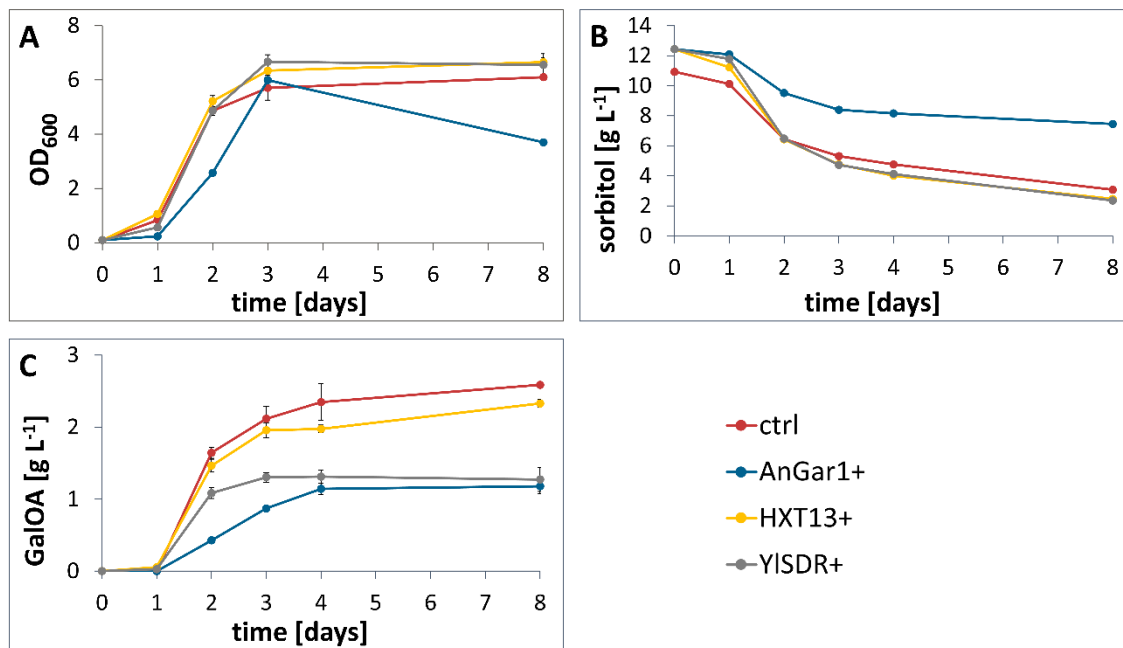 A
OD600
8
6
4
2
0
0 1 2 3 4 5 6 7 8
time [days]
B
sorbitol [g L-1]
14
12
10
8
6
4
2
0
0 1 2 3 4 5 6 7 8
time [days]
C
GalOA [g L-1]
3
2
1
0
0 1 2 3 4 5 6 7 8
time [days]
ctrl
AnGar1+
HXT13+
YlSDR+